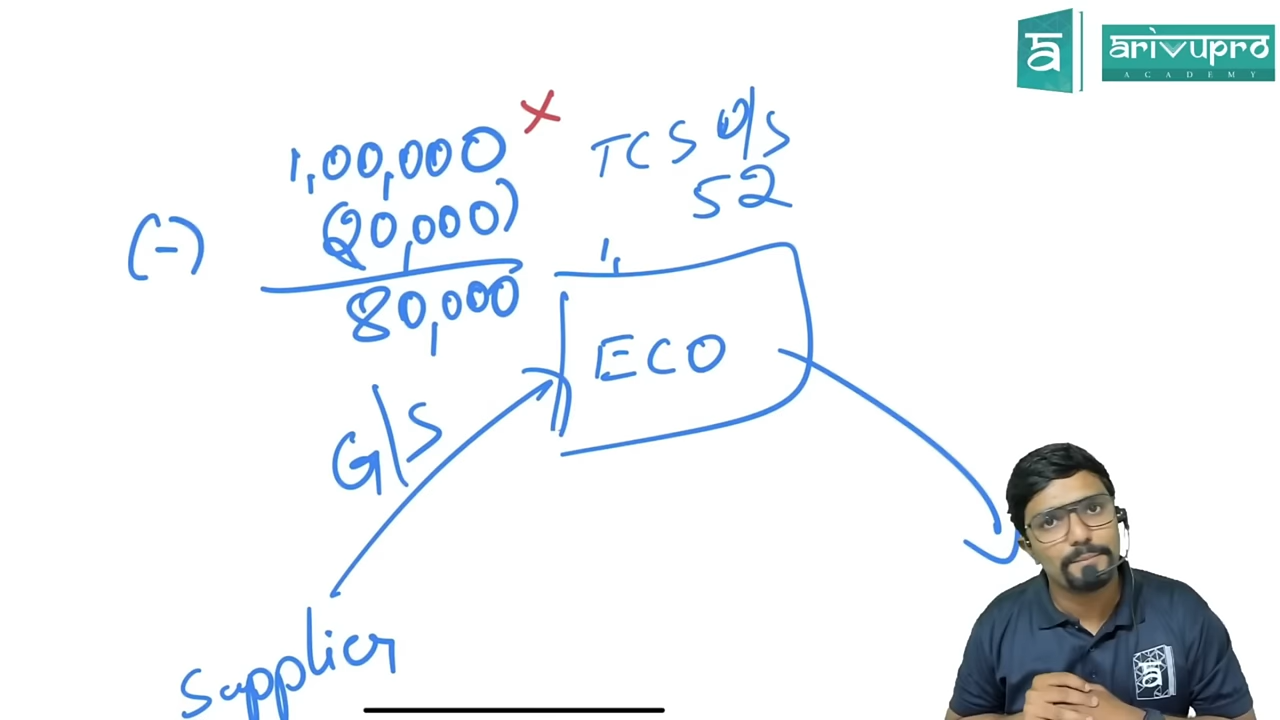 arivupro
ACADEMY
1,00,000 x
TCS u/s
52
(-) (20,000)
80,000
ECO
G/S
Supplier